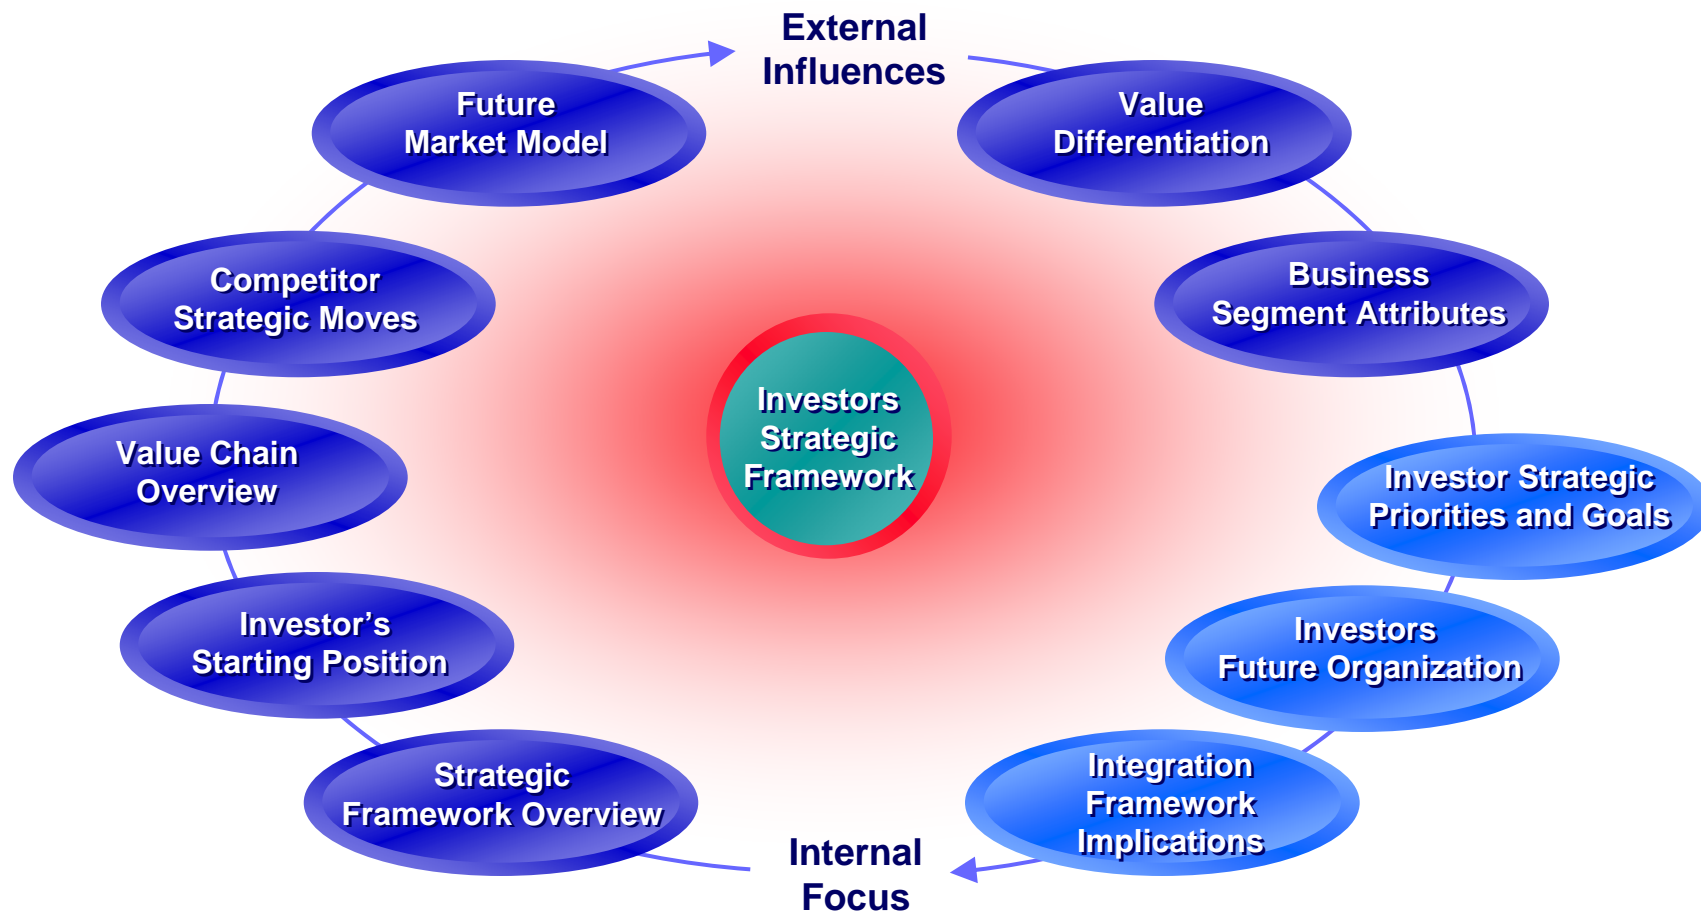 External
Influences
Future
Market Model
Value
Differentiation
Competitor
Strategic Moves
Business
Segment Attributes
Investors
Strategic
Framework
Value Chain
Overview
Investor Strategic
Priorities and Goals
Investor’s
Starting Position
Investors
Future Organization
Strategic
Framework Overview
Integration
Framework
Implications
Internal
Focus